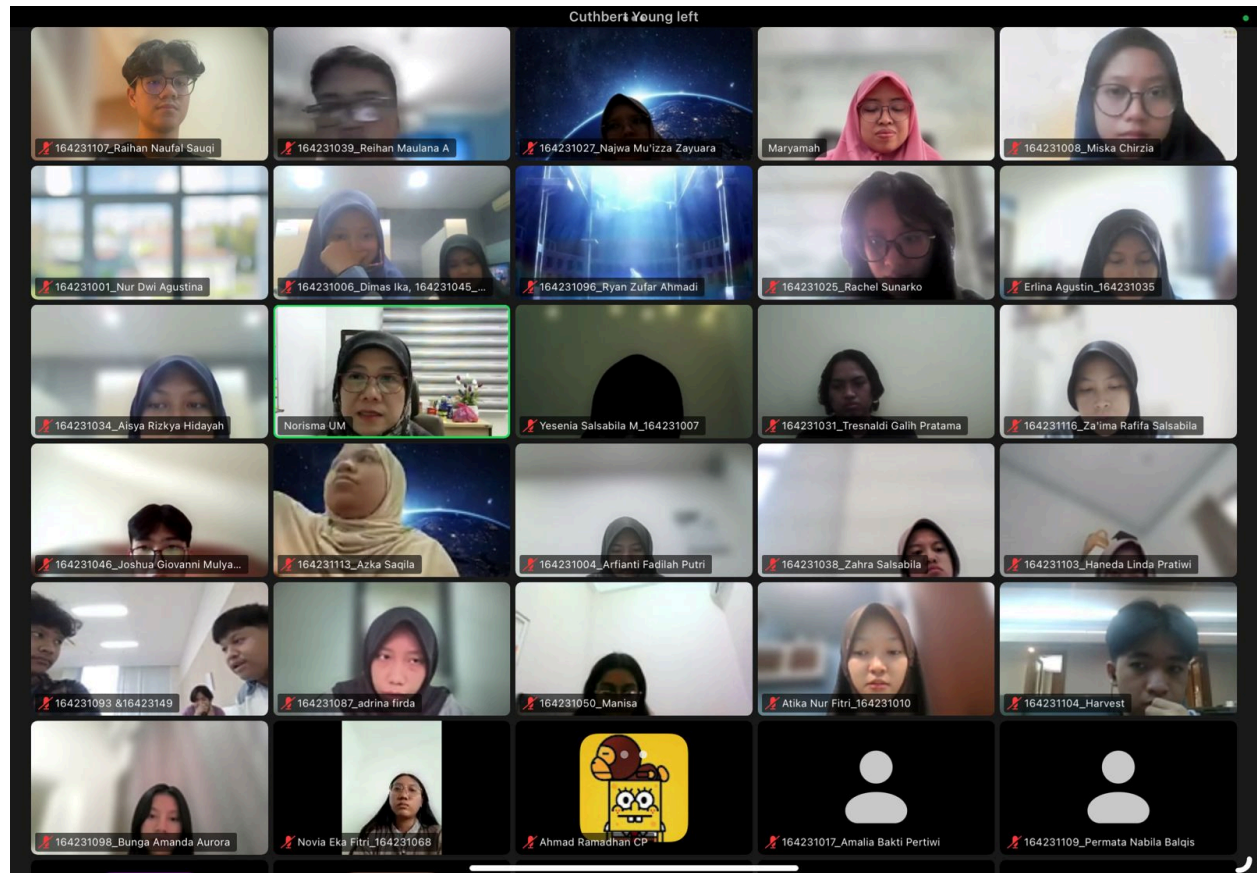 Cuthbert Young left
164231107_Raihan Naufal Sauqi
164231039_Reihan Maulana A
164231027_Najwa Mu'izza Zayuara
Maryamah
164231008_Miska Chirzia
164231001_Nur Dwi Agustina
164231006_Dimas Ika, 164231045_...
164231096_Ryan Zufar Ahmadi
164231025_Rachel Sunarko
Erlina Agustin_164231035
164231034_Aisya Rizkya Hidayah
Norisma UM
Yesenia Salsabila M_164231007
164231031_Tresnaldi Galih Pratama
164231116_Za'ima Rafifa Salsabila
164231046_Joshua Giovanni Mulya...
164231113_Azka Saqila
164231004_Arfianti Fadilah Putri
164231038_Zahra Salsabila
164231103_Haneda Linda Pratiwi
164231093 &16423149
164231087_adrina firda
164231050_Manisa
Atika Nur Fitri_164231010
164231104_Harvest
164231098_Bunga Amanda Aurora
Novia Eka Fitri_164231068
Ahmad Ramadhan CP
164231017_Amalia Bakti Pertiwi
164231109_Permata Nabila Balqis